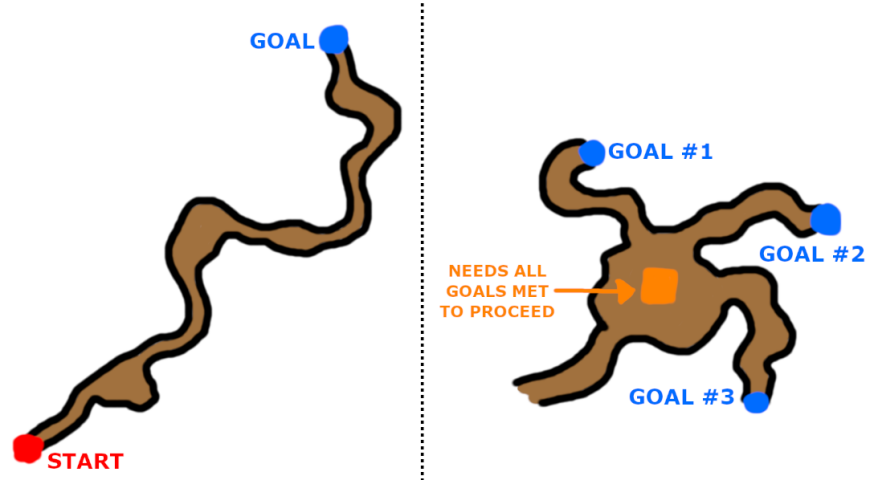 GOAL
START
GOAL #1
GOAL #2
NEEDS ALL
GOALS MET
TO PROCEED
GOAL #3